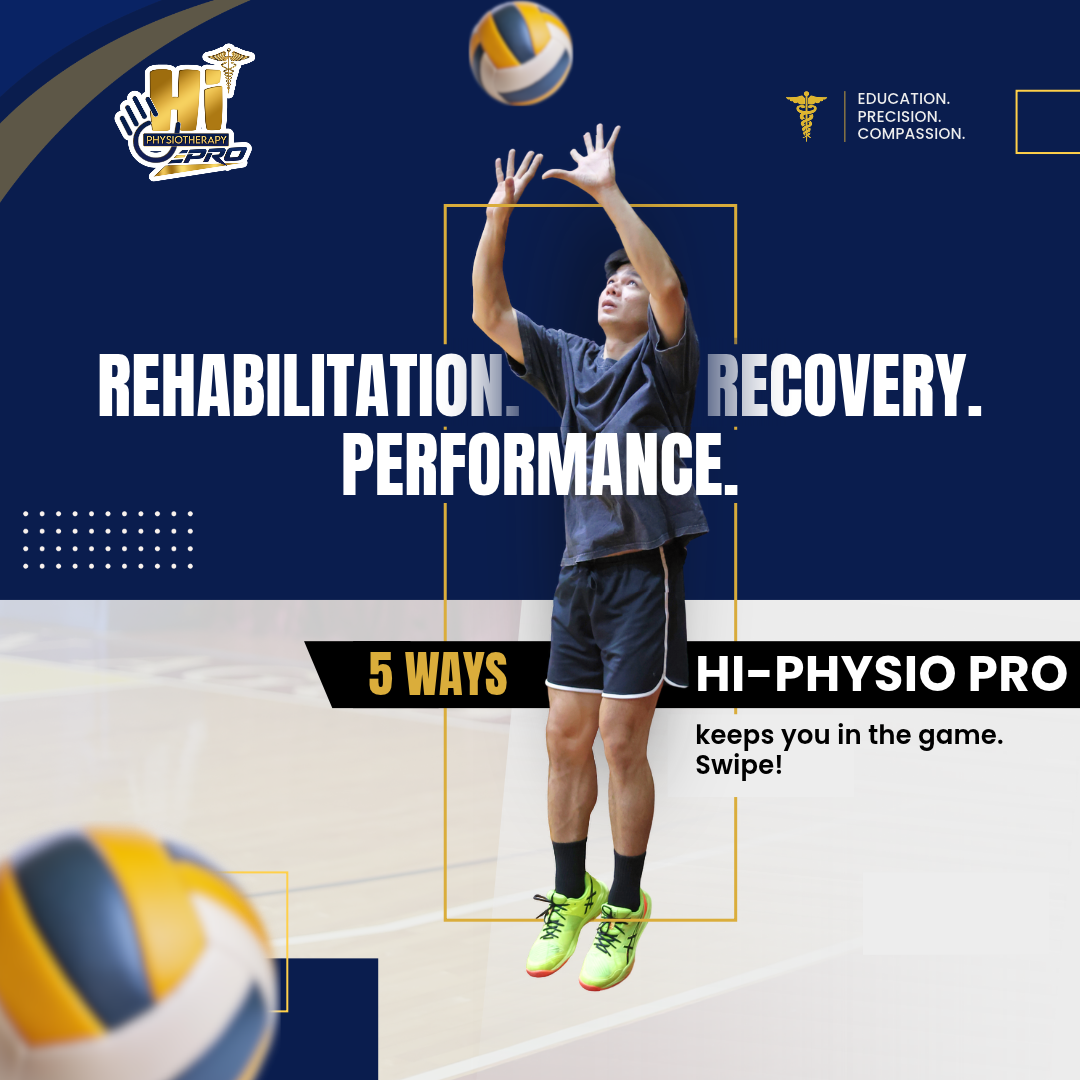 Hi
PHYSIOTHERAPY
PRO
EDUCATION.
PRECISION.
COMPASSION.
REHABILITATION. RECOVERY.
PERFORMANCE.
5 WAYS HI-PHYSIO PRO
keeps you in the game.
Swipe!